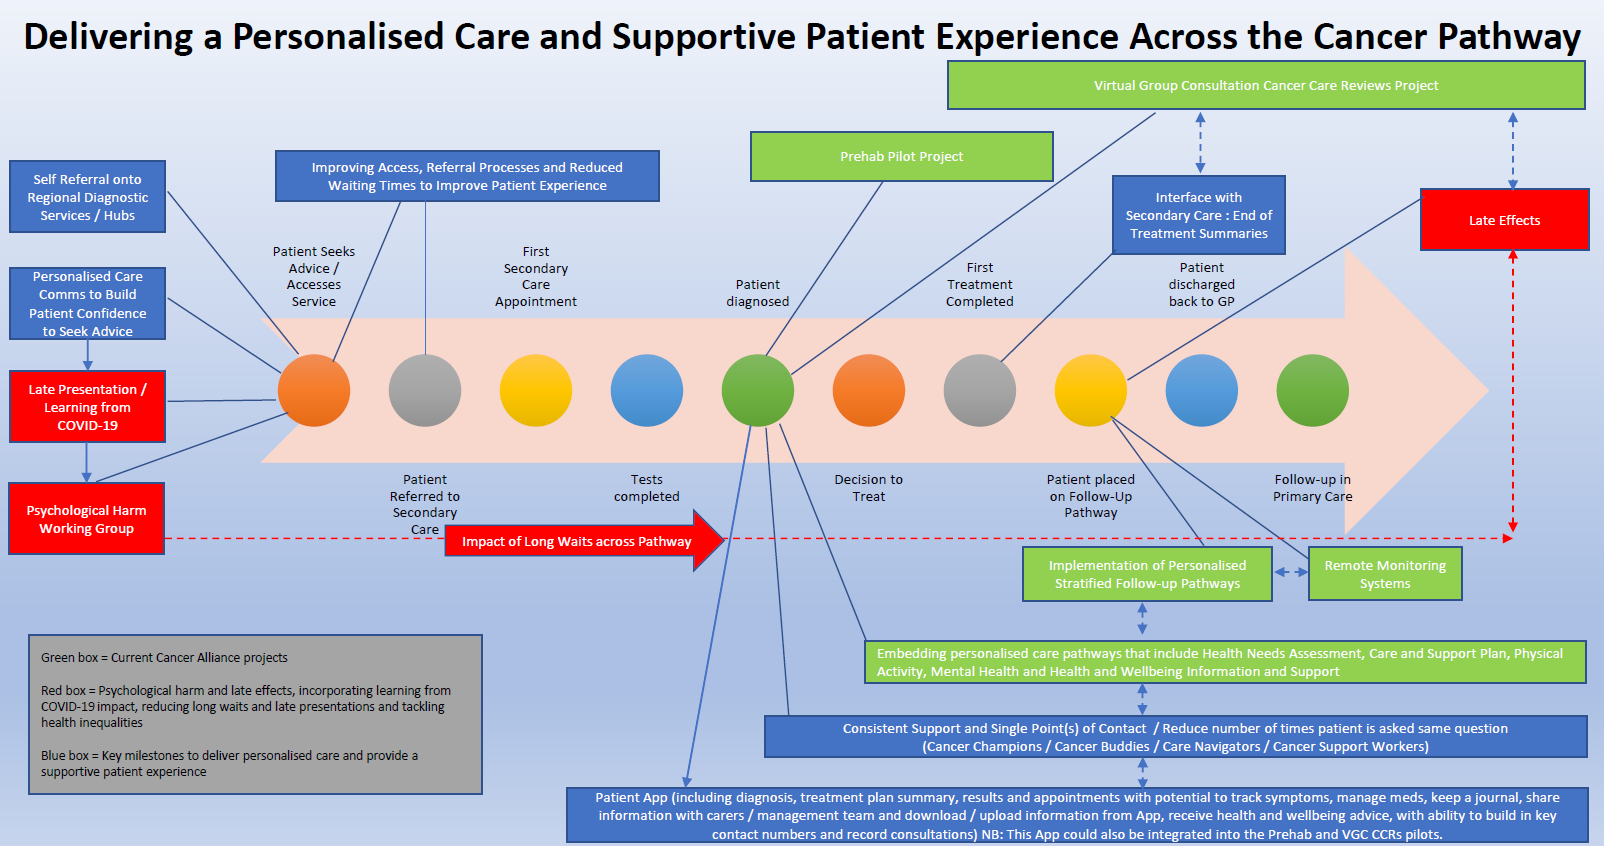 Delivering a Personalised Care and Supportive Patient Experience Across the Cancer Pathway
Virtual Group Consultation Cancer Care Reviews Project
Prehab Pilot Project
Improving Access, Referral Processes and Reduced
Waiting Times to Improve Patient Experience
Self Referral onto
Regional Diagnostic
Services / Hubs
Interface with
Secondary Care : End of
Treatment Summaries
Late Effects
Personalised Care
Comms to Build
Patient Confidence
to Seek Advice
Late Presentation /
Learning from
COVID-19
Psychological Harm
Working Group
Patient Seeks
Advice /
Accesses
Service
First
Secondary
Care
Appointment
Patient
diagnosed
First
Treatment
Completed
Patient
discharged
back to GP
Patient
Referred to
Secondary
Care
Tests
completed
Decision to
Treat
Patient placed
on Follow-Up
Pathway
Follow-up in
Primary Care
Impact of Long Waits across Pathway
Implementation of Personalised
Stratified Follow-up Pathways
Remote Monitoring
Systems
Embedding personalised care pathways that include Health Needs Assessment, Care and Support Plan, Physical
Activity, Mental Health and Health and Wellbeing Information and Support
Consistent Support and Single Point(s) of Contact / Reduce number of times patient is asked same question
(Cancer Champions / Cancer Buddies / Care Navigators / Cancer Support Workers)
Patient App (including diagnosis, treatment plan summary, results and appointments with potential to track symptoms, manage meds, keep a journal, share
information with carers / management team and download / upload information from App, receive health and wellbeing advice, with ability to build in key
contact numbers and record consultations) NB: This App could also be integrated into the Prehab and VGC CCRs pilots.
Green box = Current Cancer Alliance projects
Red box = Psychological harm and late effects, incorporating learning from
COVID-19 impact, reducing long waits and late presentations and tackling
health inequalities
Blue box = Key milestones to deliver personalised care and provide a
supportive patient experience